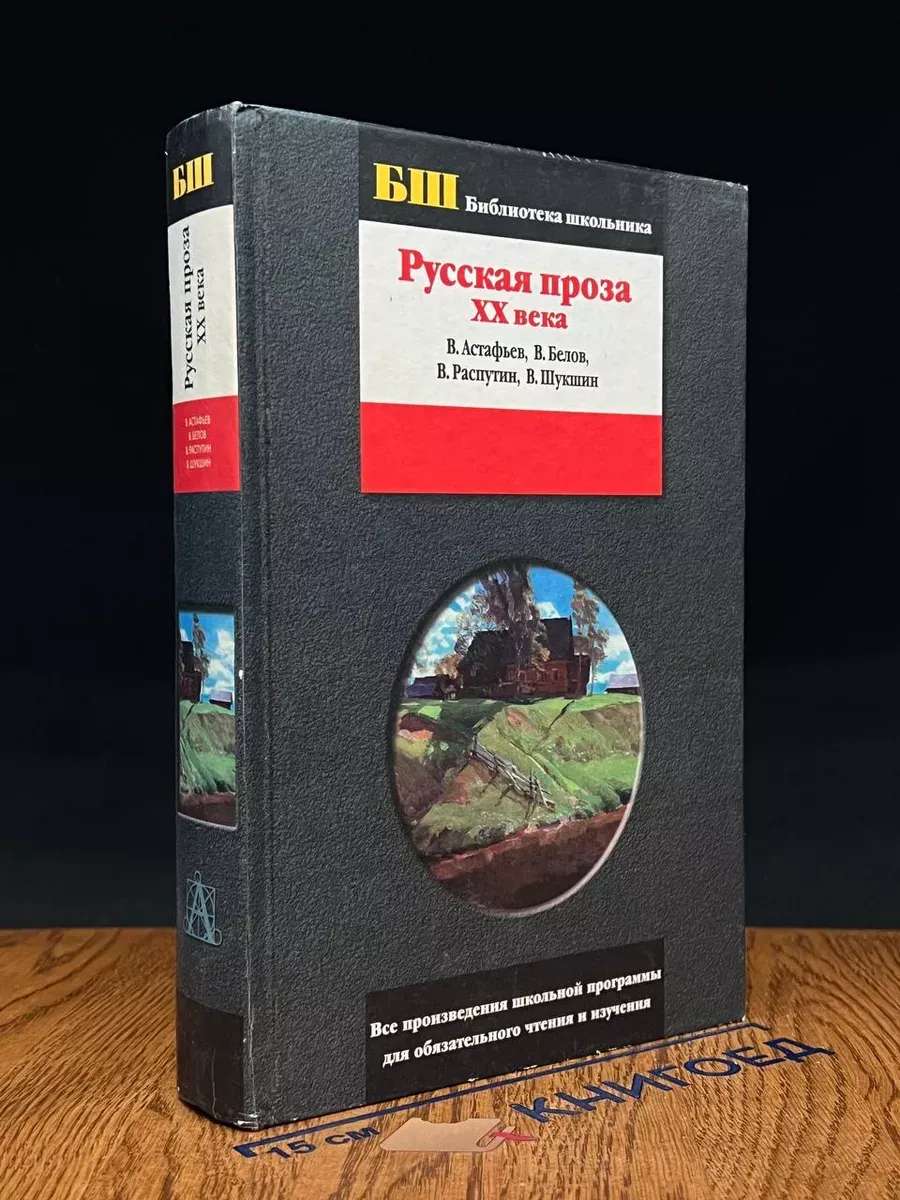 БШ
Русская проза
XX века
В. АСТАФЬЕВ
В. БЕЛОВ
В. РАСПУТИН
В. ШУКШИН
БШ Библиотека школьника
Русская проза
XX века
В. Астафьев, В. Белов,
В. Распутин, В. Шукшин
Все произведения школьной программы
для обязательного чтения и изучения
15 см КНИГОЕД